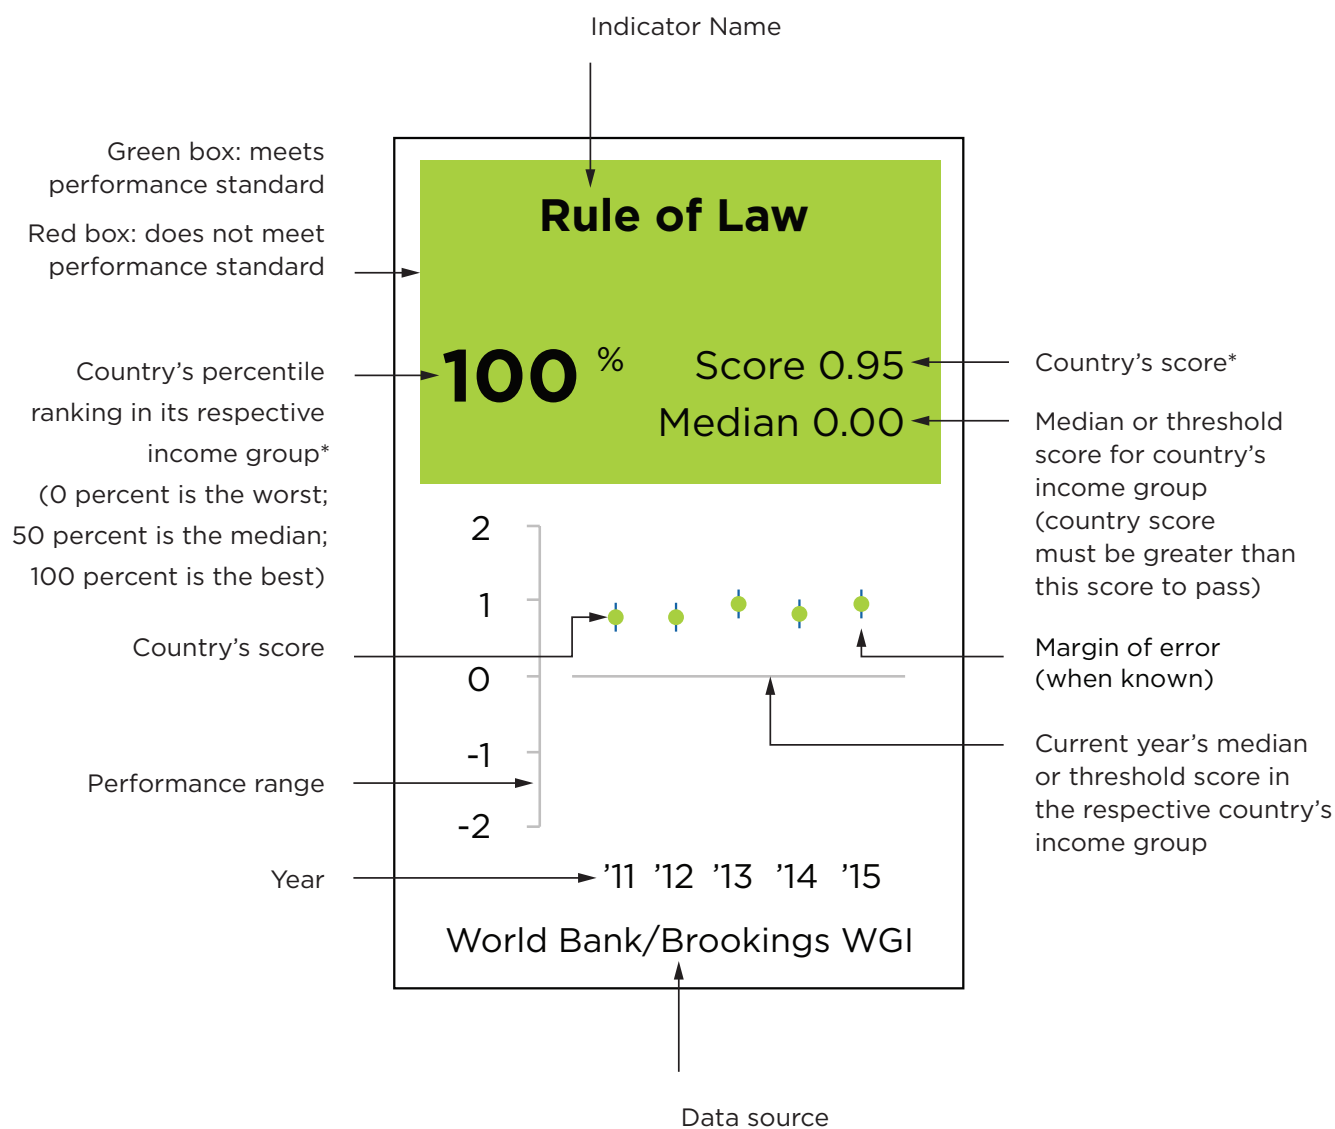 Indicator Name
Green box: meets
performance standard
Red box: does not meet
performance standard
Rule of Law
Country’s percentile
ranking in its respective
income group*
(0 percent is the worst;
50 percent is the median;
100 percent is the best)
100 %
Score 0.95
Median 0.00
Country’s score*
Median or threshold
score for country’s
income group
(country score
must be greater than
this score to pass)
2
1
0
-1
-2
Country’s score
Margin of error
(when known)
Current year’s median
or threshold score in
the respective country’s
income group
Performance range
Year
’11 ’12 ’13 ’14 ’15
World Bank/Brookings WGI
Data source